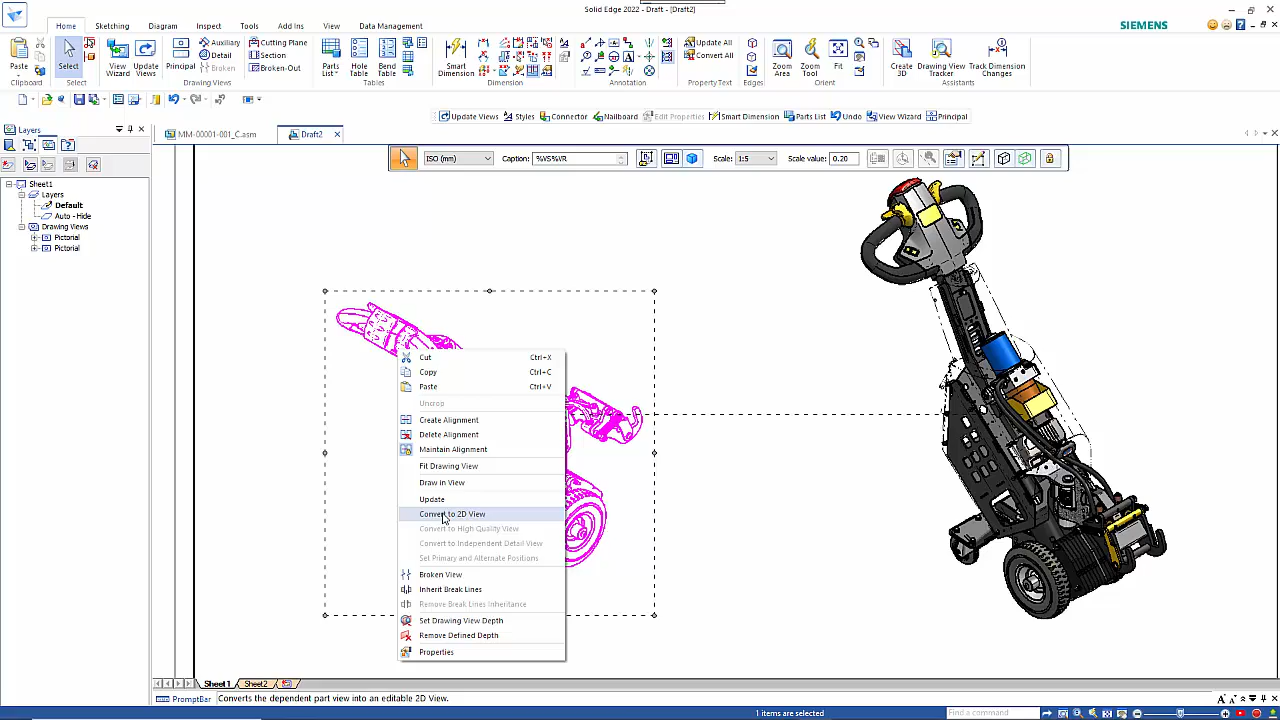 Solid Edge 2022 - Draft - [Draft2]
Home
Sketching
Diagram
Inspect
Tools
Add Ins
View
Data Management
SIEMENS
Paste
Clipboard
Select
Select
View Wizard
Update Views
Principal
Auxiliary
Detail
Broken
Cutting Plane
Section
Broken-Out
Drawing Views
Parts List
Hole Table
Bend Table
Tables
Smart Dimension
Dimension
Annotation
Update All
Convert All
Property Text
Edges
Zoom Area
Zoom Tool
Fit
Orient
Create 3D
Drawing View Tracker
Track Dimension Changes
Assistants
Update Views
Styles
Connector
Nailboard
Edit Properties
Smart Dimension
Parts List
Undo
View Wizard
Principal
Layers
MM-00001-001_C.asm
Draft2
ISO (mm)
Caption:
%VS%VR
Scale:
1:5
Scale value:
0.20
Sheet1
Layers
Default
Auto - Hide
Drawing Views
Pictorial
Pictorial
Cut Ctrl+X
Copy Ctrl+C
Paste Ctrl+V
Uncrop
Create Alignment
Delete Alignment
Maintain Alignment
Fit Drawing View
Draw in View
Update
Convert to 2D View
Convert to High Quality View
Convert to Independent Detail View
Set Primary and Alternate Positions
Broken View
Inherit Break Lines
Remove Break Lines Inheritance
Set Drawing View Depth
Remove Defined Depth
Properties
Sheet1
Sheet2
PromptBar
Converts the dependent part view into an editable 2D View.
1 items are selected
Find a command